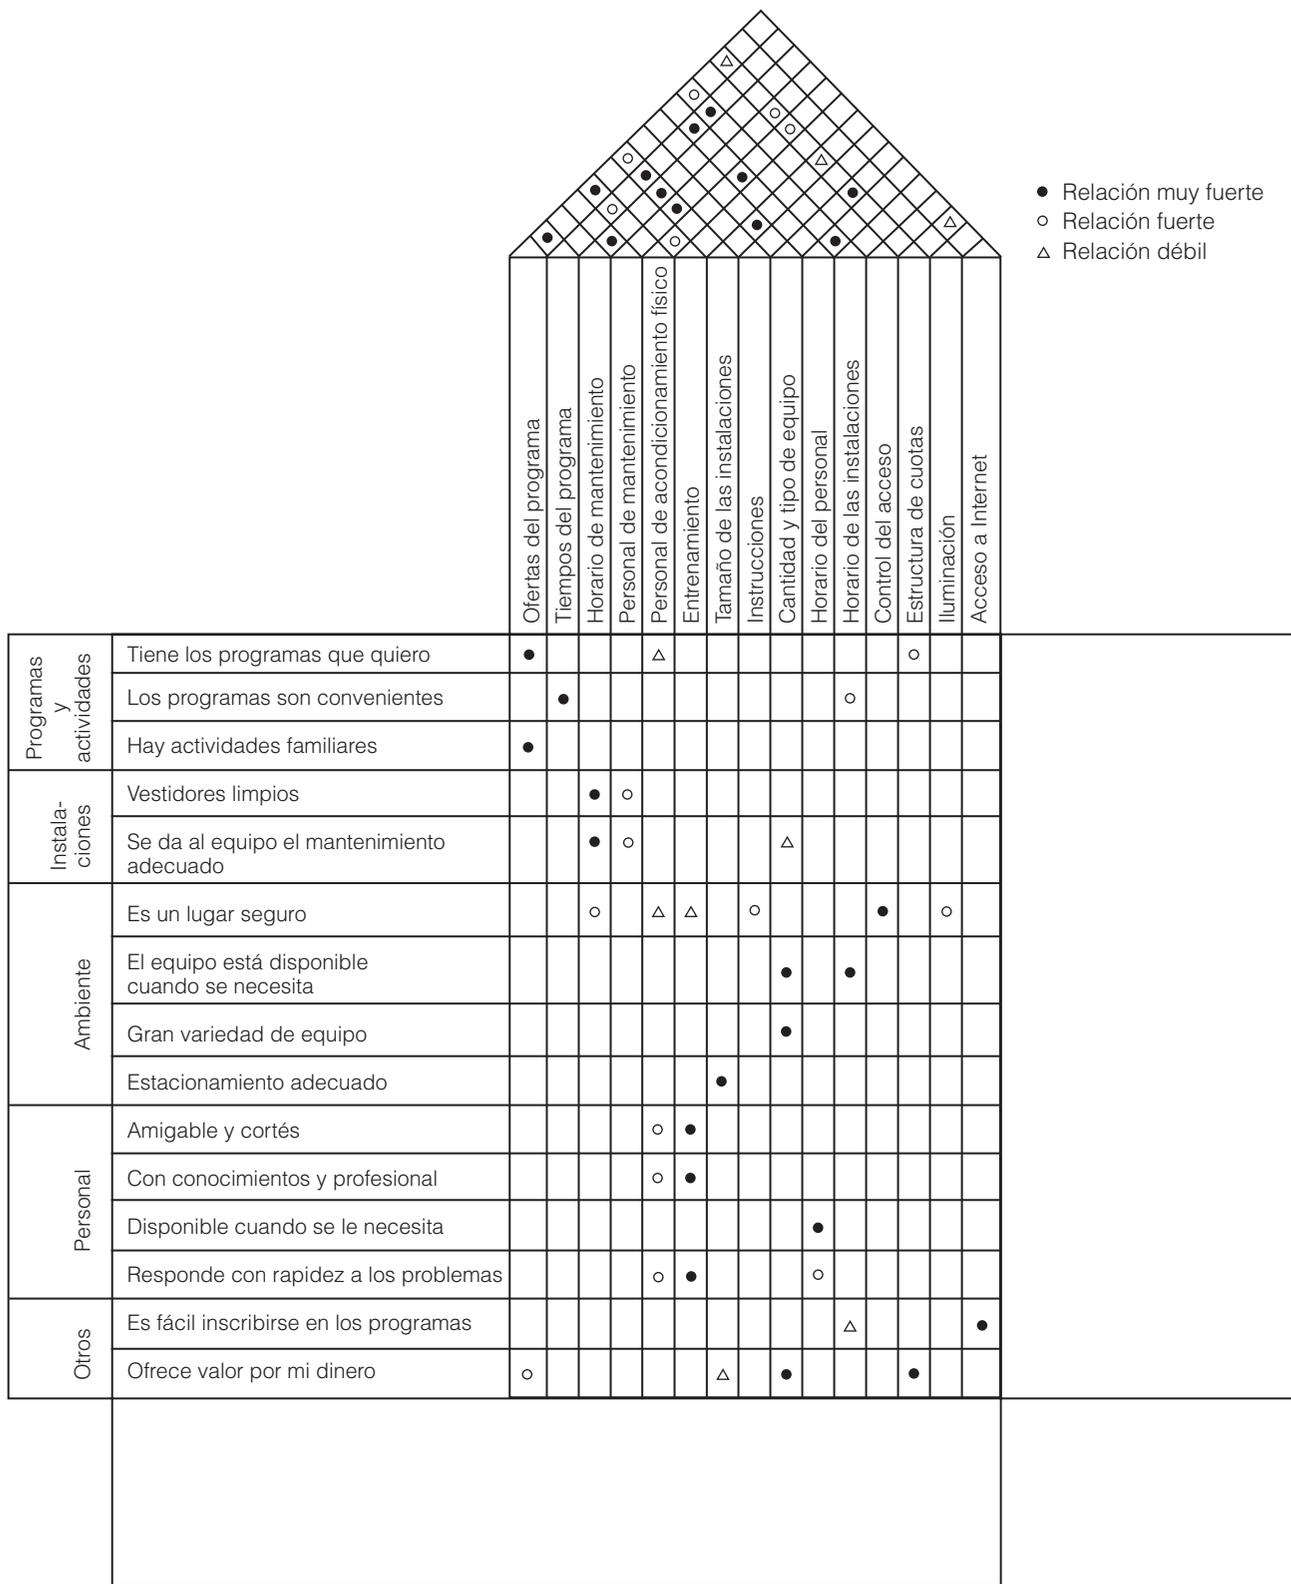 Relación muy fuerte
Relación fuerte
Relación débil
Ofertas del programa
Tiempos del programa
Horario de mantenimiento
Personal de mantenimiento
Personal de acondicionamiento físico
Entrenamiento
Tamaño de las instalaciones
Instrucciones
Cantidad y tipo de equipo
Horario del personal
Horario de las instalaciones
Control del acceso
Estructura de cuotas
Iluminación
Acceso a Internet
Programas
y
actividades
Tiene los programas que quiero
Los programas son convenientes
Hay actividades familiares
Instala-
ciones
Vestidores limpios
Se da al equipo el mantenimiento
adecuado
Ambiente
Es un lugar seguro
El equipo está disponible
cuando se necesita
Gran variedad de equipo
Estacionamiento adecuado
Personal
Amigable y cortés
Con conocimientos y profesional
Disponible cuando se le necesita
Responde con rapidez a los problemas
Otros
Es fácil inscribirse en los programas
Ofrece valor por mi dinero